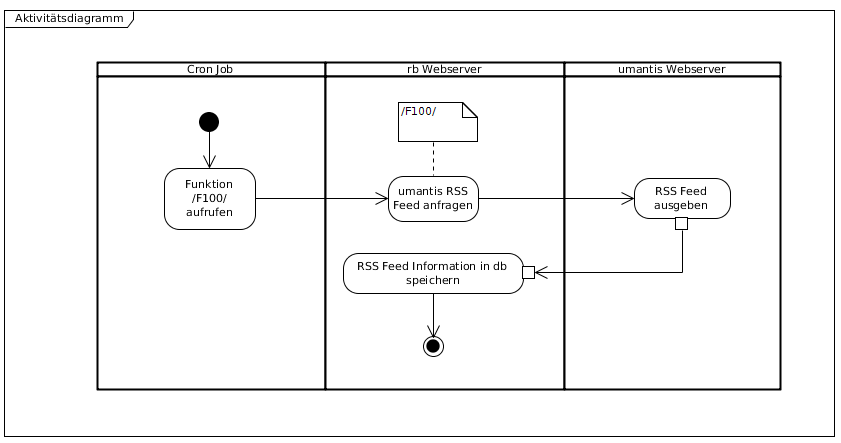 Aktivitätsdiagramm
Cron Job
rb Webserver
umantis Webserver
/F100/
Funktion
/F100/
aufrufen
umantis RSS
Feed anfragen
RSS Feed
ausgeben
RSS Feed Information in db
speichern